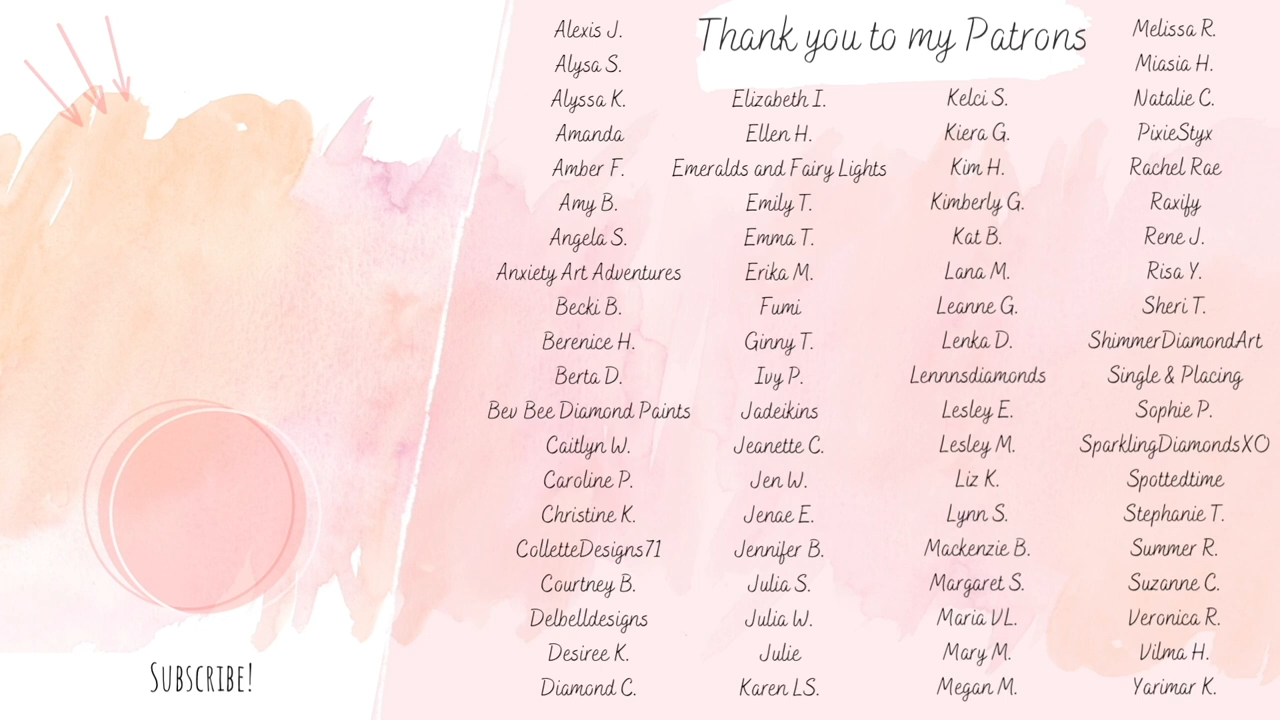 Thank you to my Patrons
Alexis J.
Alysa S.
Alyssa K.
Amanda
Amber F.
Amy B.
Angela S.
Anxiety Art Adventures
Becki B.
Berenice H.
Berta D.
Bev Bee Diamond Paints
Caitlyn W.
Caroline P.
Christine K.
ColletteDesigns71
Courtney B.
Delbelldesigns
Desiree K.
Diamond C.
Elizabeth I.
Ellen H.
Emeralds and Fairy Lights
Emily T.
Emma T.
Erika M.
Fumi
Ginny T.
Ivy P.
Jadeikins
Jeanette C.
Jen W.
Jenae E.
Jennifer B.
Julia S.
Julia W.
Julie
Karen LS.
Kelci S.
Kiera G.
Kim H.
Kimberly G.
Kat B.
Lana M.
Leanne G.
Lenka D.
Lennnsdiamonds
Lesley E.
Lesley M.
Liz K.
Lynn S.
Mackenzie B.
Margaret S.
Maria VL.
Mary M.
Megan M.
Melissa R.
Miasia H.
Natalie C.
PixieStyx
Rachel Rae
Raxify
Rene J.
Risa Y.
Sheri T.
ShimmerDiamondArt
Single & Placing
Sophie P.
SparklingDiamondsXO
Spottedtime
Stephanie T.
Summer R.
Suzanne C.
Veronica R.
Vilma H.
Yarimar K.
Subscribe!